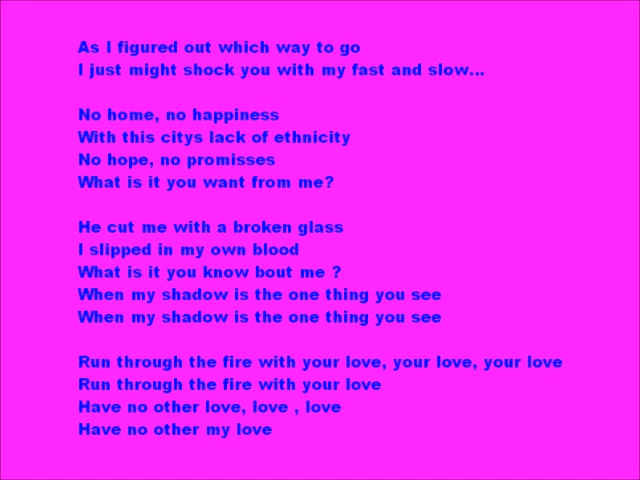 As I figured out which way to go
I just might shock you with my fast and slow...
No home, no happiness
With this citys lack of ethnicity
No hope, no promisses
What is it you want from me?
He cut me with a broken glass
I slipped in my own blood
What is it you know bout me ?
When my shadow is the one thing you see
When my shadow is the one thing you see
Run through the fire with your love, your love, your love
Run through the fire with your love
Have no other love, love , love
Have no other my love